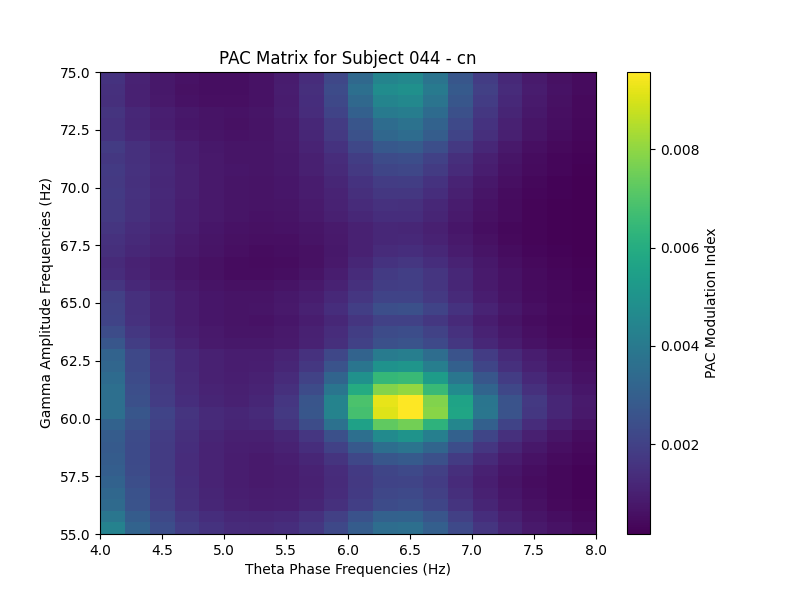 PAC Matrix for Subject 044 - cn
75.0
72.5
70.0
67.5
65.0
62.5
60.0
57.5
55.0
Gamma Amplitude Frequencies (Hz)
4.0 4.5 5.0 5.5 6.0 6.5 7.0 7.5 8.0
Theta Phase Frequencies (Hz)
0.008
0.006
0.004
0.002
PAC Modulation Index